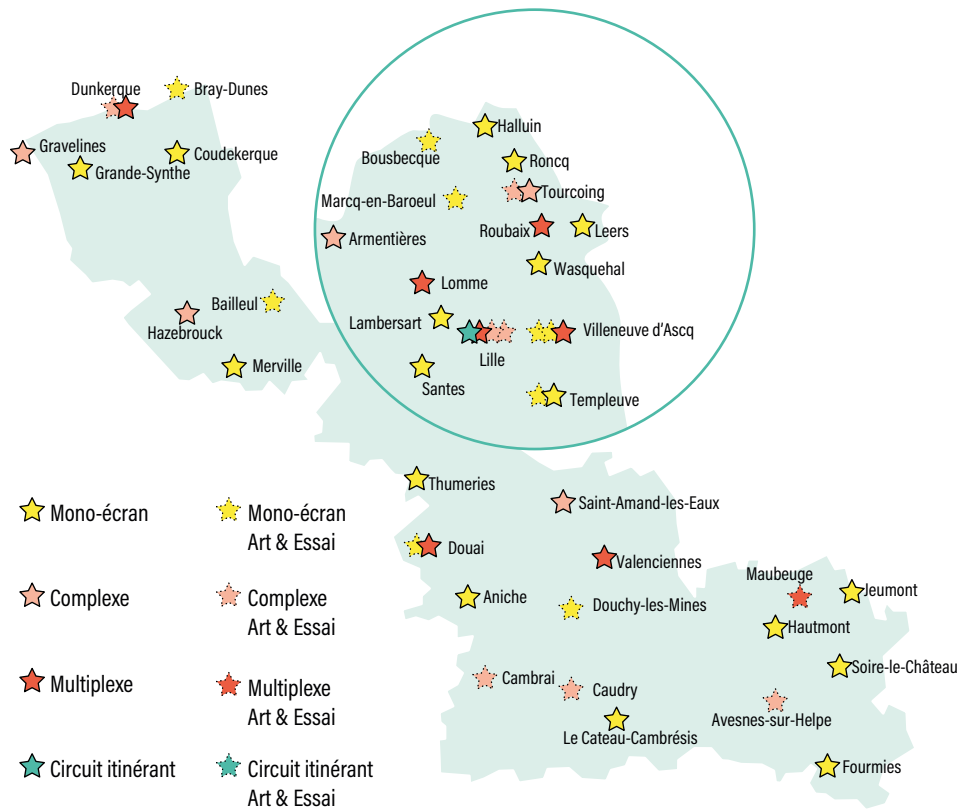 Dunkerque
Bray-Dunes
Gravelines
Grande-Synthe
Coudekerque
Halluin
Bousbecque
Roncq
Marcq-en-Baroeul
Tourcoing
Armentières
Roubaix
Leers
Wasquehal
Lomme
Bailleul
Hazebrouck
Lambersart
Lille
Villeneuve d'Ascq
Merville
Santes
Templeuve
Thumeries
Saint-Amand-les-Eaux
Douai
Valenciennes
Maubeuge
Jeumont
Aniche
Douchy-les-Mines
Hautmont
Soire-le-Château
Cambrai
Caudry
Avesnes-sur-Helpe
Le Cateau-Cambrésis
Fourmies
Mono-écran
Mono-écran
Art & Essai
Complexe
Complexe
Art & Essai
Multiplexe
Multiplexe
Art & Essai
Circuit itinérant
Circuit itinérant
Art & Essai